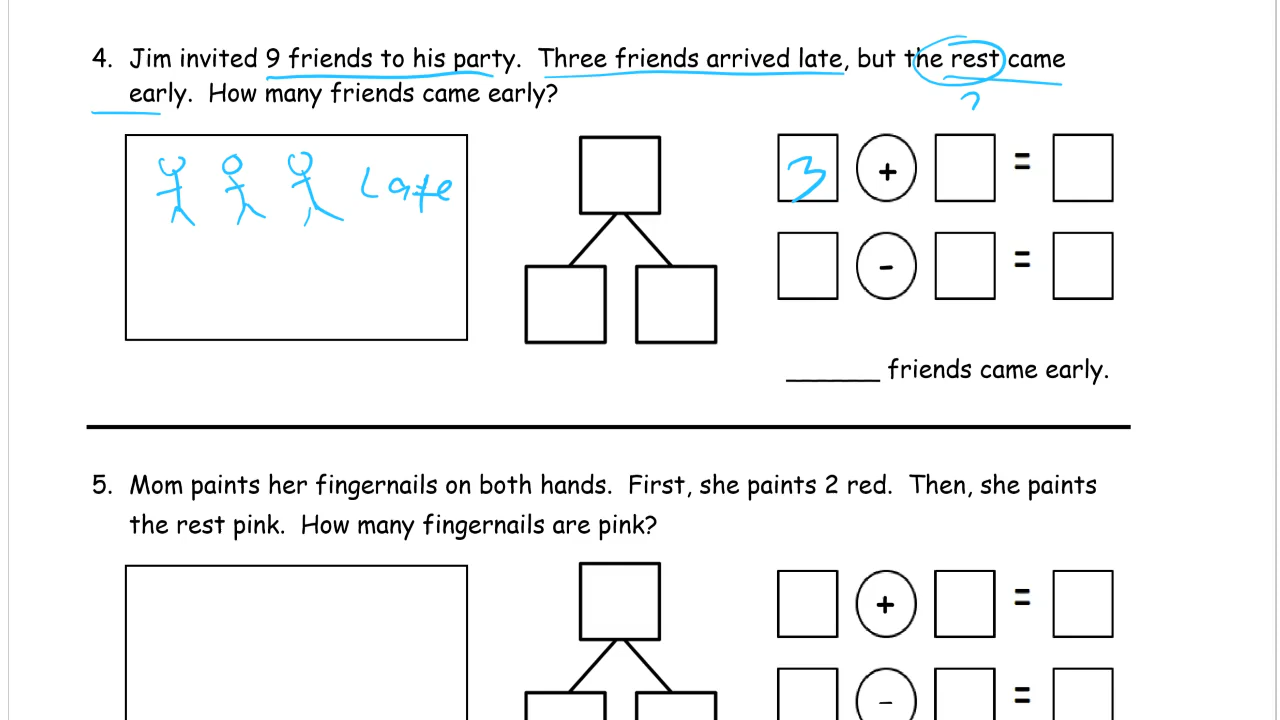 4. Jim invited 9 friends to his party. Three friends arrived late, but the rest came
early. How many friends came early?
?
Late
3 + =
- =
______ friends came early.
5. Mom paints her fingernails on both hands. First, she paints 2 red. Then, she paints
the rest pink. How many fingernails are pink?
+ =
- =